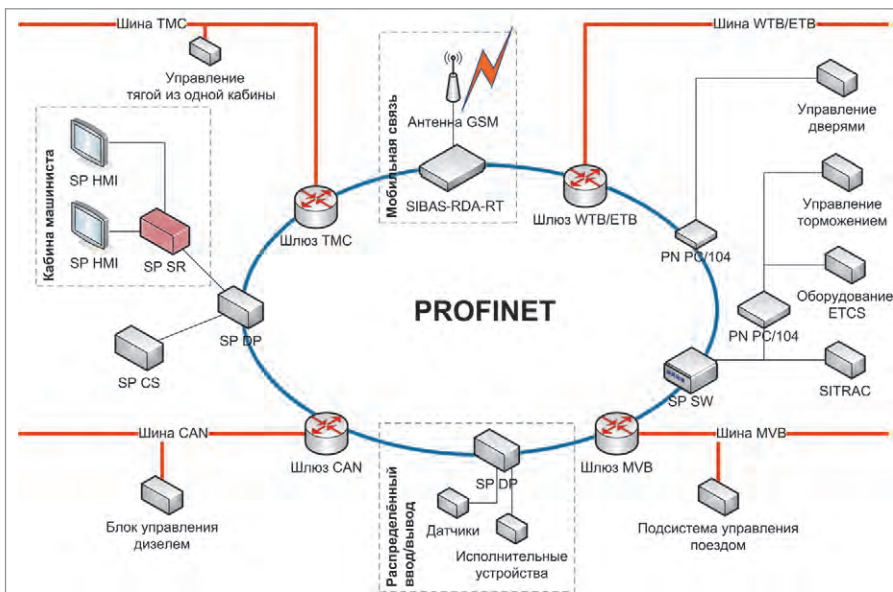 Шина TMC
Шина WTB/ETB
Управление
тягой из одной кабины
Антенна GSM
Управление
дверями
SP HMI
Мобильная связь
SIBAS-RDA-RT
Кабина машиниста
SP HMI
SP SR
Шлюз TMC
Шлюз WTB/ETB
Управление
торможением
PN PC/104
PROFINET
Оборудование
ETCS
PN PC/104
SP DP
SP CS
SP SW
SITRAC
Шина CAN
Шина MVB
Шлюз CAN
Шлюз MVB
SP DP
Распределённый
ввод/вывод
Датчики
Исполнительные
устройства
Блок управления
дизелем
Подсистема управления
поездом